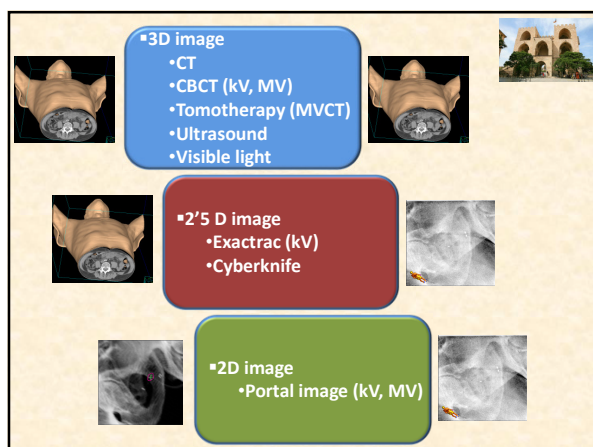 ▪3D image
•CT
•CBCT (kV, MV)
•Tomotherapy (MVCT)
•Ultrasound
•Visible light
▪2’5 D image
•Exactrac (kV)
•Cyberknife
▪2D image
•Portal image (kV, MV)